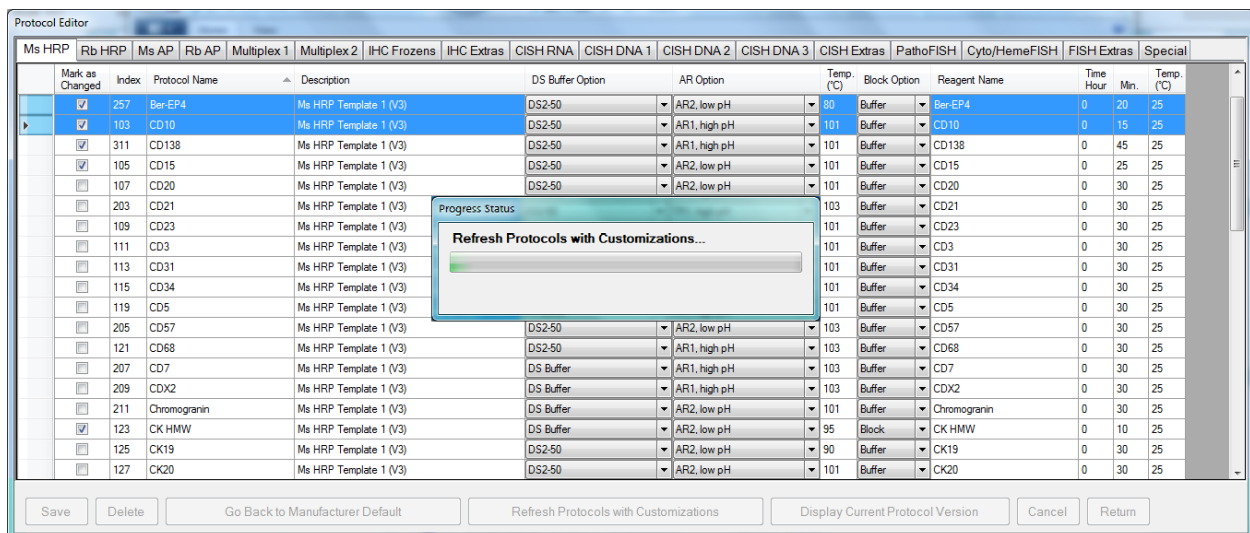 Protocol Editor
Ms HRP Rb HRP Ms AP Rb AP Multiplex 1 Multiplex 2 IHC Frozens IHC Extras CISH RNA CISH DNA 1 CISH DNA 2 CISH DNA 3 CISH Extras PathoFISH Cyto/HemeFISH FISH Extras Special
Mark as Changed Index Protocol Name Description DS Buffer Option AR Option Temp. (°C) Block Option Reagent Name Time Hour Min. Temp. (°C)
257 Ber-EP4 Ms HRP Template 1 (V3) DS2-50 AR2, low pH 80 Buffer Ber-EP4 0 20 25
103 CD10 Ms HRP Template 1 (V3) DS2-50 AR1, high pH 101 Buffer CD10 0 15 25
311 CD138 Ms HRP Template 1 (V3) DS2-50 AR1, high pH 101 Buffer CD138 0 45 25
105 CD15 Ms HRP Template 1 (V3) DS2-50 AR2, low pH 101 Buffer CD15 0 25 25
107 CD20 Ms HRP Template 1 (V3) DS2-50 AR2, low pH 101 Buffer CD20 0 30 25
203 CD21 Ms HRP Template 1 (V3) 103 Buffer CD21 0 30 25
109 CD23 Ms HRP Template 1 (V3) 101 Buffer CD23 0 30 25
111 CD3 Ms HRP Template 1 (V3) 101 Buffer CD3 0 30 25
113 CD31 Ms HRP Template 1 (V3) 101 Buffer CD31 0 30 25
115 CD34 Ms HRP Template 1 (V3) 101 Buffer CD34 0 30 25
119 CD5 Ms HRP Template 1 (V3) 101 Buffer CD5 0 30 25
205 CD57 Ms HRP Template 1 (V3) DS2-50 AR2, low pH 103 Buffer CD57 0 30 25
121 CD68 Ms HRP Template 1 (V3) DS2-50 AR1, high pH 103 Buffer CD68 0 30 25
207 CD7 Ms HRP Template 1 (V3) DS Buffer AR1, high pH 103 Buffer CD7 0 30 25
209 CDX2 Ms HRP Template 1 (V3) DS Buffer AR1, high pH 103 Buffer CDX2 0 30 25
211 Chromogranin Ms HRP Template 1 (V3) DS Buffer AR2, low pH 101 Buffer Chromogranin 0 30 25
123 CK HMW Ms HRP Template 1 (V3) DS Buffer AR2, low pH 95 Block CK HMW 0 10 25
125 CK19 Ms HRP Template 1 (V3) DS2-50 AR2, low pH 90 Buffer CK19 0 30 25
127 CK20 Ms HRP Template 1 (V3) DS2-50 AR2, low pH 101 Buffer CK20 0 30 25
Progress Status
Refresh Protocols with Customizations...
Save Delete Go Back to Manufacturer Default Refresh Protocols with Customizations Display Current Protocol Version Cancel Return